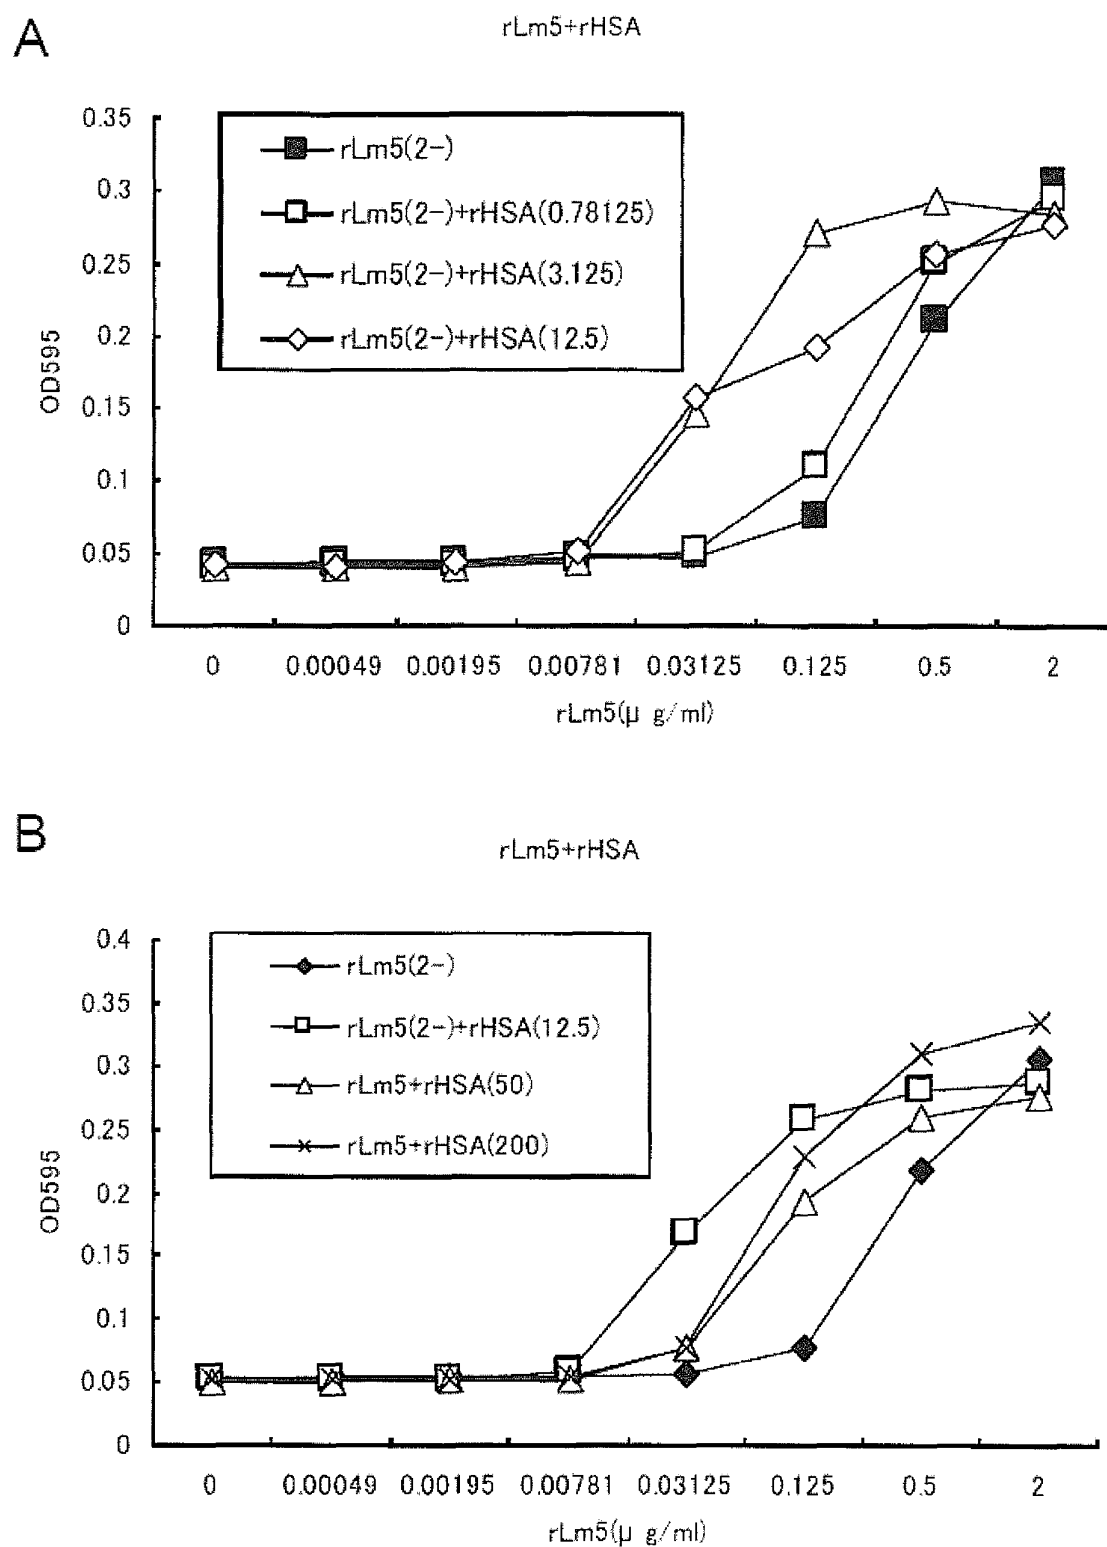 A
rLm5+rHSA
0.35
0.3
0.25
0.2
0.15
0.1
0.05
0
OD595
rLm5(2-)
rLm5(2-)+rHSA(0.78125)
rLm5(2-)+rHSA(3.125)
rLm5(2-)+rHSA(12.5)
0 0.00049 0.00195 0.00781 0.03125 0.125 0.5 2
rLm5(μ g/ml)
B
rLm5+rHSA
0.4
0.35
0.3
0.25
0.2
0.15
0.1
0.05
0
OD595
rLm5(2-)
rLm5(2-)+rHSA(12.5)
rLm5+rHSA(50)
rLm5+rHSA(200)
0 0.00049 0.00195 0.00781 0.03125 0.125 0.5 2
rLm5(μ g/ml)